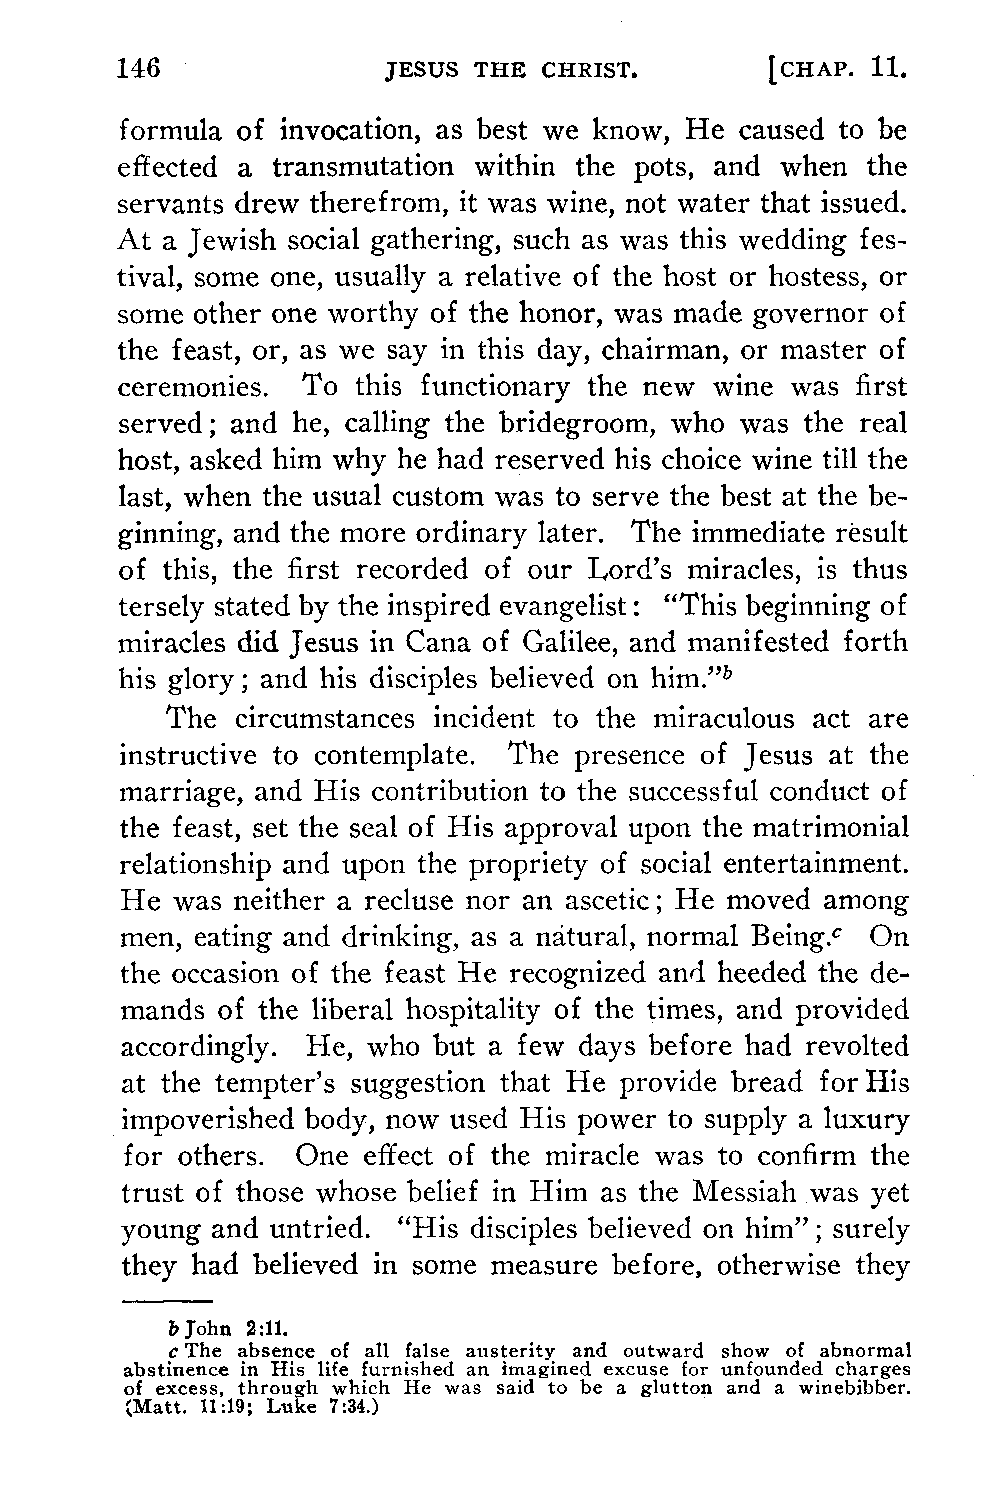 146 JESUS THE CHRIST. [CHAP. 11.
formula of invocation, as best we know, He caused to be
effected a transmutation within the pots, and when the
servants drew therefrom, it was wine, not water that issued.
At a Jewish social gathering, such as was this wedding fes-
tival, some one, usually a relative of the host or hostess, or
some other one worthy of the honor, was made governor of
the feast, or, as we say in this day, chairman, or master of
ceremonies. To this functionary the new wine was first
served; and he, calling the bridegroom, who was the real
host, asked him why he had reserved his choice wine till the
last, when the usual custom was to serve the best at the be-
ginning, and the more ordinary later. The immediate result
of this, the first recorded of our Lord's miracles, is thus
tersely stated by the inspired evangelist: "This beginning of
miracles did Jesus in Cana of Galilee, and manifested forth
his glory; and his disciples believed on him."b
The circumstances incident to the miraculous act are
instructive to contemplate. The presence of Jesus at the
marriage, and His contribution to the successful conduct of
the feast, set the seal of His approval upon the matrimonial
relationship and upon the propriety of social entertainment.
He was neither a recluse nor an ascetic; He moved among
men, eating and drinking, as a natural, normal Being.c On
the occasion of the feast He recognized and heeded the de-
mands of the liberal hospitality of the times, and provided
accordingly. He, who but a few days before had revolted
at the tempter's suggestion that He provide bread for His
impoverished body, now used His power to supply a luxury
for others. One effect of the miracle was to confirm the
trust of those whose belief in Him as the Messiah was yet
young and untried. "His disciples believed on him"; surely
they had believed in some measure before, otherwise they
b John 2:11.
c The absence of all false austerity and outward show of abnormal
abstinence in His life furnished an imagined excuse for unfounded charges
of excess, through which He was said to be a glutton and a winebibber.
(Matt. 11:19; Luke 7:34.)